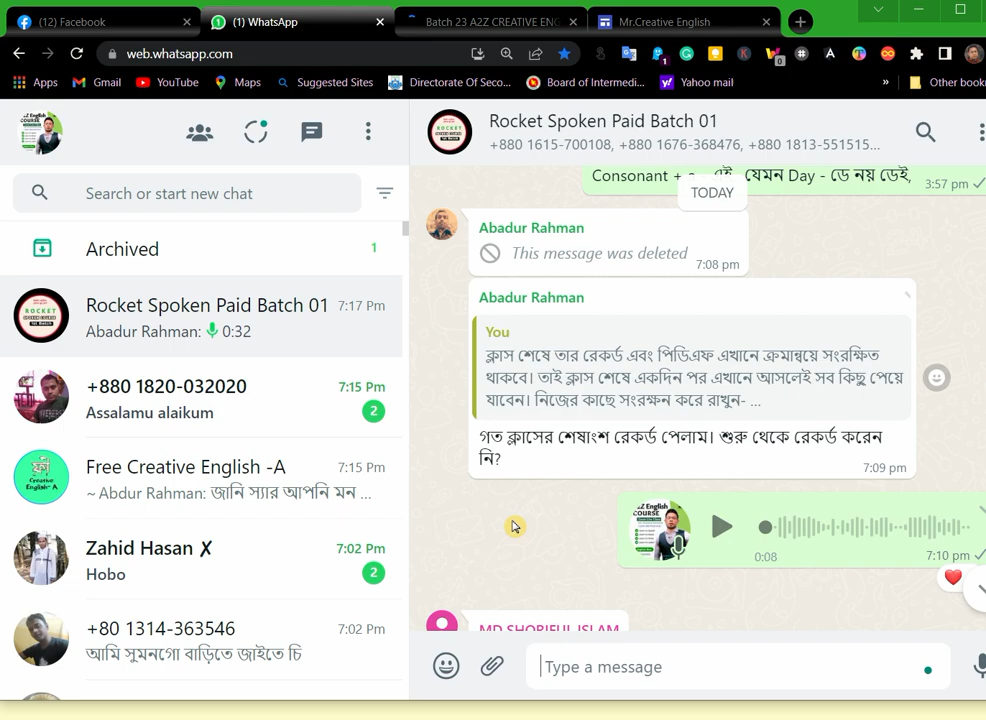 (12) Facebook
(1) WhatsApp
Batch 23 A2Z CREATIVE ENG
Mr.Creative English
web.whatsapp.com
Apps
Gmail
YouTube
Maps
Suggested Sites
Directorate Of Seco...
Board of Intermedi...
Yahoo mail
Other book
Rocket Spoken Paid Batch 01
+880 1615-700108, +880 1676-368476, +880 1813-551515...
Search or start new chat
Archived
1
Rocket Spoken Paid Batch 01
7:17 Pm
Abadur Rahman: 0:32
+880 1820-032020
7:15 Pm
Assalamu alaikum
2
Free Creative English -A
7:15 Pm
~ Abdur Rahman: জানি স্যার আপনি মন ...
Zahid Hasan ✗
7:02 Pm
Hobo
2
+80 1314-363546
7:02 Pm
আমি সুমনগো বাড়িতে জাইতে চি
যেমন Day - ডে নয় ডেই,
3:57 pm
TODAY
Abadur Rahman
This message was deleted
7:08 pm
Abadur Rahman
You
ক্লাস শেষে তার রেকর্ড এবং পিডিএফ এখানে ক্রমান্বয়ে সংরক্ষিত
থাকবে। তাই ক্লাস শেষে একদিন পর এখানে আসলেই সব কিছু পেয়ে
যাবেন। নিজের কাছে সংরক্ষন করে রাখুন- ...
গত ক্লাসের শেষাংশ রেকর্ড পেলাম। শুরু থেকে রেকর্ড করেন
নি?
7:09 pm
0:08
7:10 pm
MD SHORIFUL ISLAM
Type a message